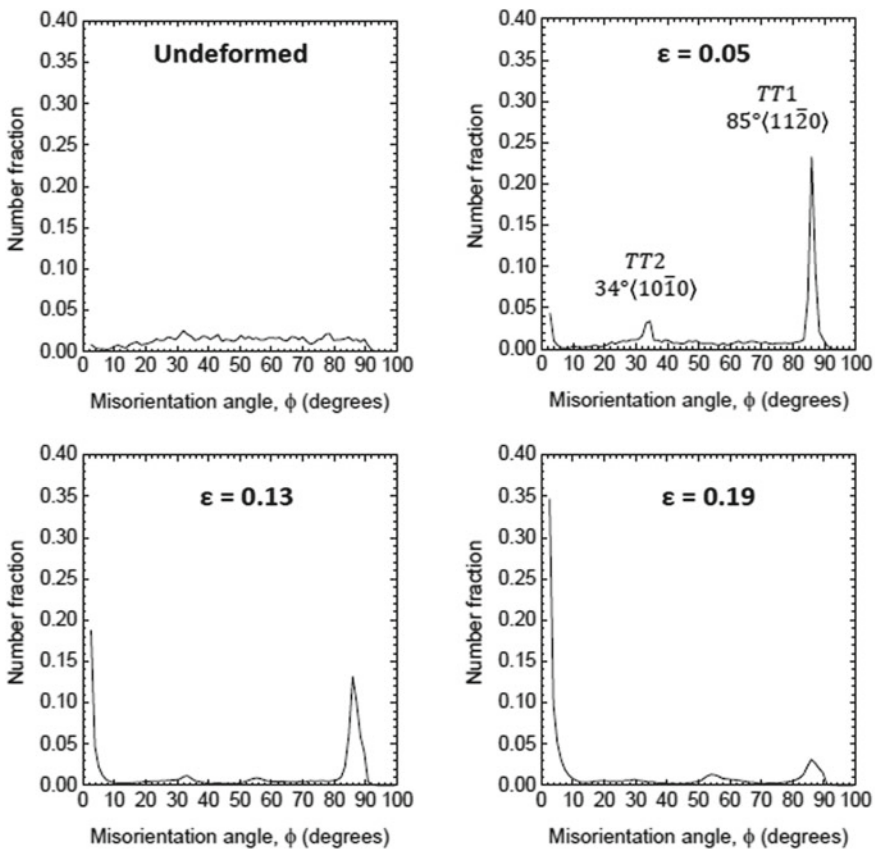 Undeformed
0.40
0.35
0.30
0.25
0.20
0.15
0.10
0.05
0.00
0 10 20 30 40 50 60 70 80 90 100
Number fraction
Misorientation angle, ϕ (degrees)
ε = 0.05
TT1
85°⟨112̅0⟩
TT2
34°⟨101̅0⟩
0.40
0.35
0.30
0.25
0.20
0.15
0.10
0.05
0.00
0 10 20 30 40 50 60 70 80 90 100
Number fraction
Misorientation angle, ϕ (degrees)
ε = 0.13
0.40
0.35
0.30
0.25
0.20
0.15
0.10
0.05
0.00
0 10 20 30 40 50 60 70 80 90 100
Number fraction
Misorientation angle, ϕ (degrees)
ε = 0.19
0.40
0.35
0.30
0.25
0.20
0.15
0.10
0.05
0.00
0 10 20 30 40 50 60 70 80 90 100
Number fraction
Misorientation angle, ϕ (degrees)